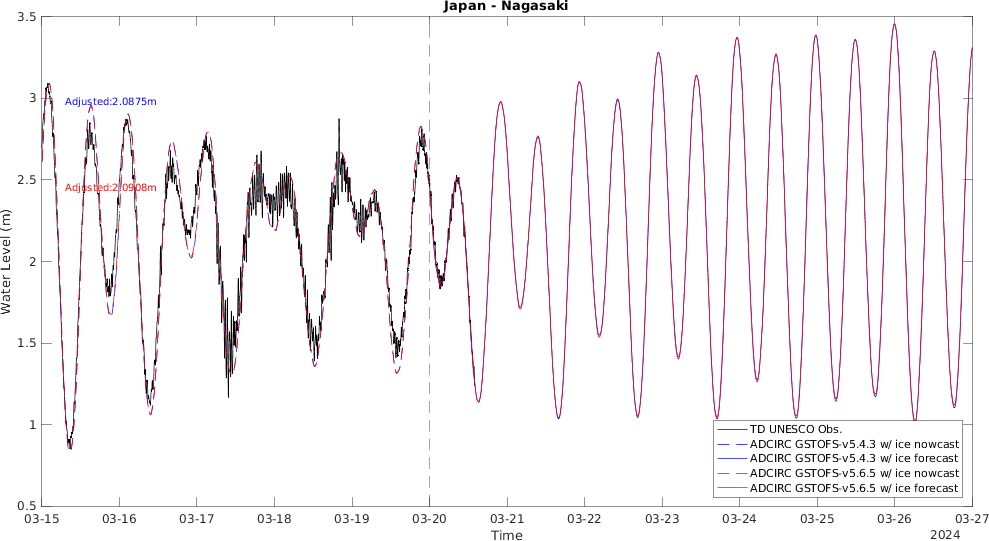 Japan - Nagasaki
3.5
3
2.5
2
1.5
1
0.5
Water Level (m)
Adjusted:2.0875m
Adjusted:2.0908m
TD UNESCO Obs.
ADCIRC GSTOFS-v5.4.3 w/ ice nowcast
ADCIRC GSTOFS-v5.4.3 w/ ice forecast
ADCIRC GSTOFS-v5.6.5 w/ ice nowcast
ADCIRC GSTOFS-v5.6.5 w/ ice forecast
03-15 03-16 03-17 03-18 03-19 03-20 03-21 03-22 03-23 03-24 03-25 03-26 03-27
Time
2024